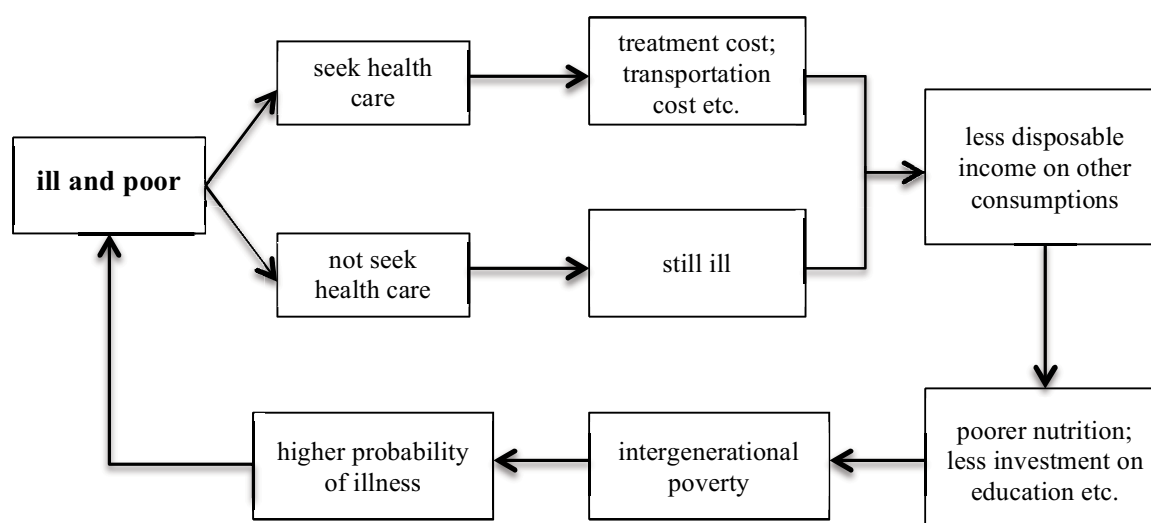 seek health
care
treatment cost;
transportation
cost etc.
less disposable
income on other
consumptions
ill and poor
not seek
health care
still ill
higher probability
of illness
intergenerational
poverty
poorer nutrition;
less investment on
education etc.